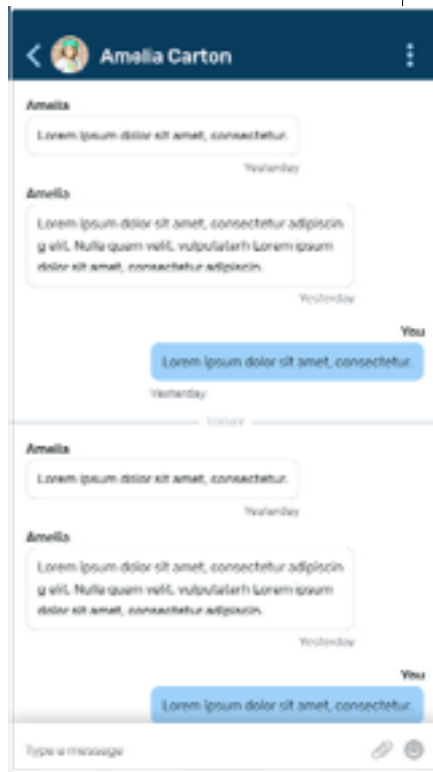 Amelia Carton
Amelia
Lorem ipsum dolor sit amet, consectetur.
Yesterday
Amelia
Lorem ipsum dolor sit amet, consectetur adipiscin
g elit. Nulla quam velit, vulputate Lorem ipsum
dolor sit amet, consectetur adipiscin.
Yesterday
You
Lorem ipsum dolor sit amet, consectetur.
Yesterday
TODAY
Amelia
Lorem ipsum dolor sit amet, consectetur.
Yesterday
Amelia
Lorem ipsum dolor sit amet, consectetur adipiscin
g elit. Nulla quam velit, Lorem ipsum
dolor sit amet, consectetur adipiscin.
Yesterday
You
Lorem ipsum dolor sit amet, consectetur.
Type a message